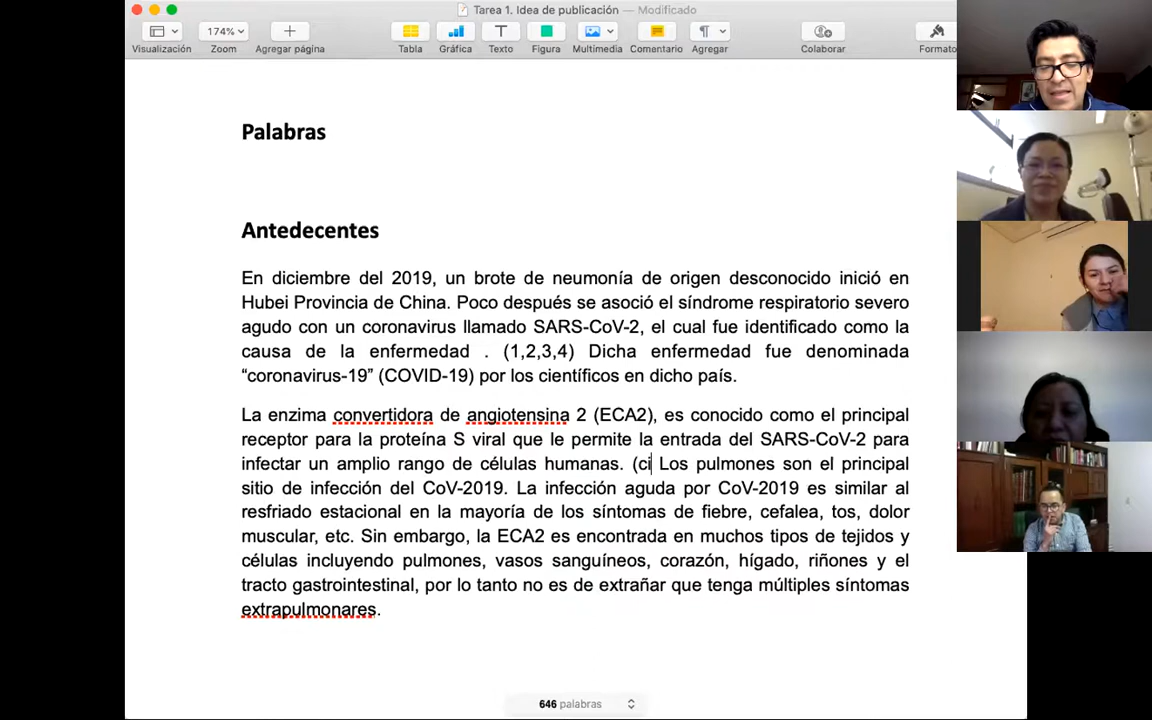 Tarea 1. Idea de publicación — Modificado
174%
Visualización Zoom Agregar página Tabla Gráfica Texto Figura Multimedia Comentario Agregar Colaborar Formato
Palabras
Antedecentes
En diciembre del 2019, un brote de neumonía de origen desconocido inició en
Hubei Provincia de China. Poco después se asoció el síndrome respiratorio severo
agudo con un coronavirus llamado SARS-CoV-2, el cual fue identificado como la
causa de la enfermedad . (1,2,3,4) Dicha enfermedad fue denominada
“coronavirus-19” (COVID-19) por los científicos en dicho país.
La enzima convertidora de angiotensina 2 (ECA2), es conocido como el principal
receptor para la proteína S viral que le permite la entrada del SARS-CoV-2 para
infectar un amplio rango de células humanas. (ci Los pulmones son el principal
sitio de infección del CoV-2019. La infección aguda por CoV-2019 es similar al
resfriado estacional en la mayoría de los síntomas de fiebre, cefalea, tos, dolor
muscular, etc. Sin embargo, la ECA2 es encontrada en muchos tipos de tejidos y
células incluyendo pulmones, vasos sanguíneos, corazón, hígado, riñones y el
tracto gastrointestinal, por lo tanto no es de extrañar que tenga múltiples síntomas
extrapulmonares.
646 palabras